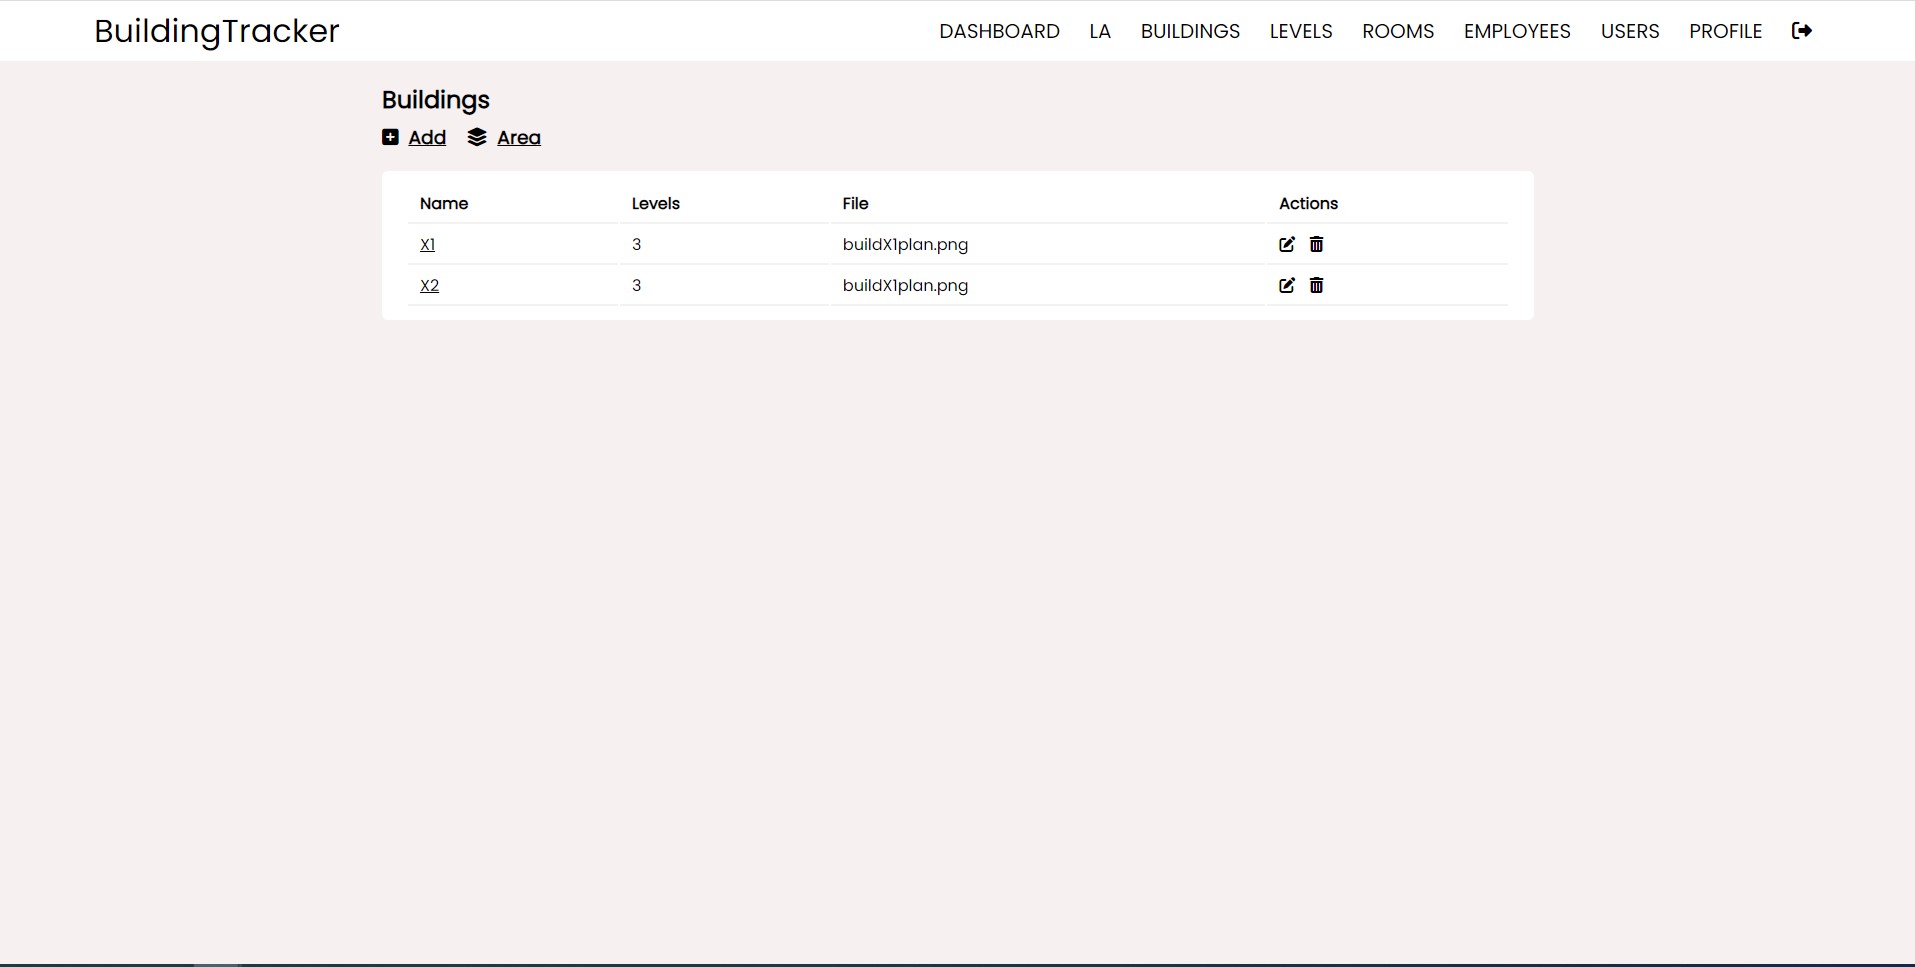 BuildingTracker DASHBOARD LA BUILDINGS LEVELS ROOMS EMPLOYEES USERS PROFILE
Buildings
Add Area
Name Levels File Actions
X1 3 buildX1plan.png
X2 3 buildX1plan.png